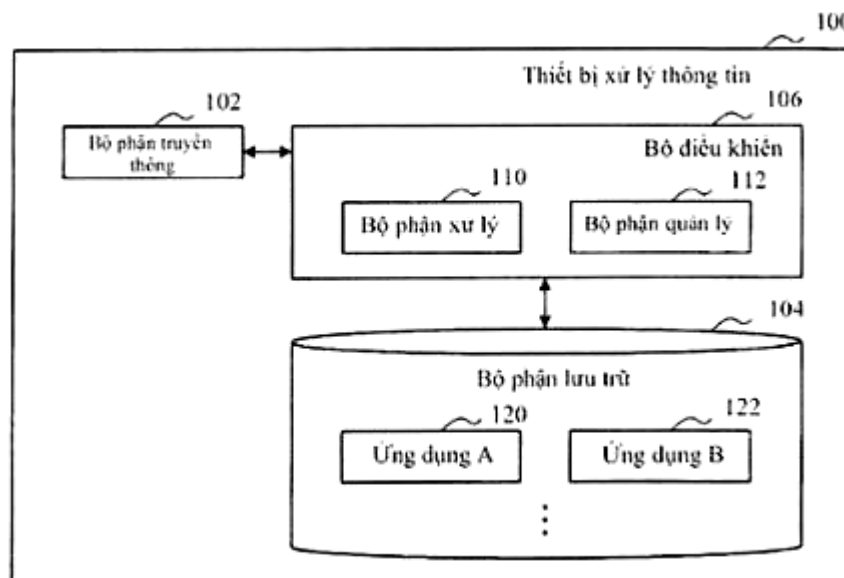 100
Thiết bị xử lý thông tin
102
106
Bộ phận truyền
thông
Bộ điều khiển
110
112
Bộ phận xử lý
Bộ phận quản lý
104
Bộ phận lưu trữ
120
122
Ứng dụng A
Ứng dụng B